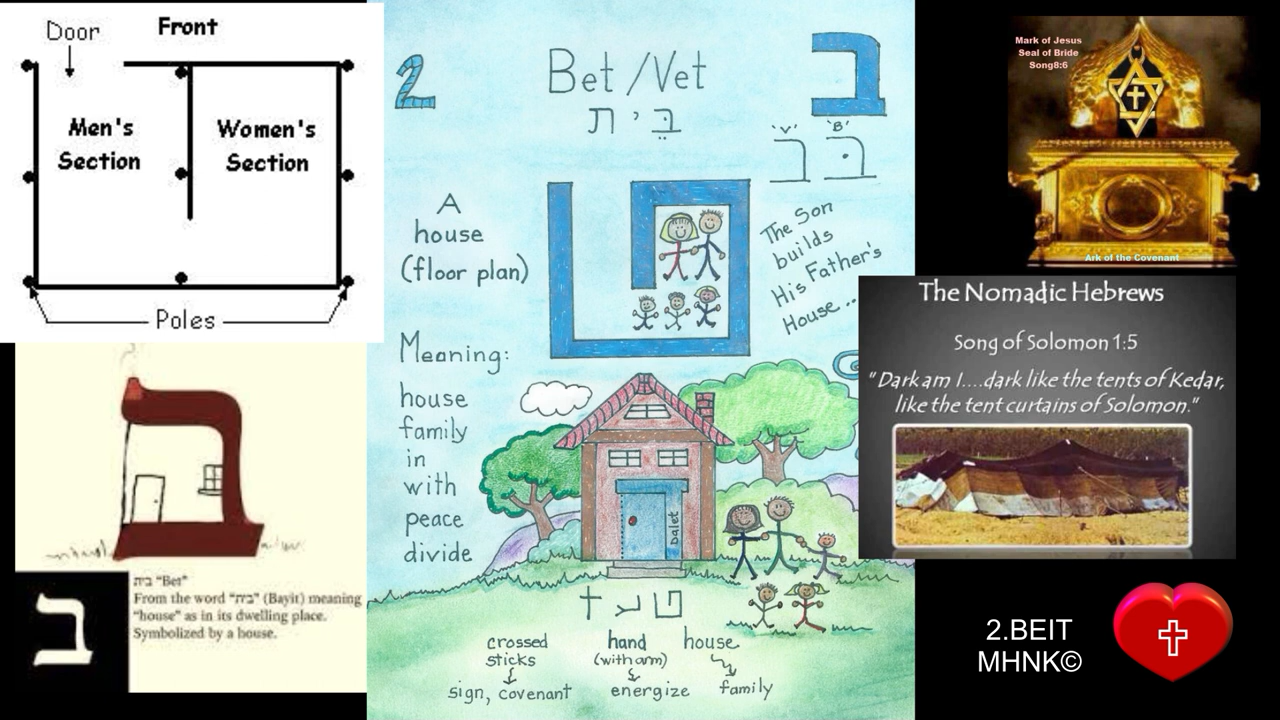 Door
Front
Men's
Section
Women's
Section
Poles
בית “Bet”
From the word “בית” (Bayit) meaning
“house” as in its dwelling place.
Symbolized by a house.
ב
2
Bet/Vet
בֵּית
ב
'V' 'B'
ב בּ
A
house
(floor plan)
The Son
builds
His Father's
House...
Meaning:
house
family
in
with
peace
divide
Dalet
crossed
sticks
sign, covenant
hand
(with arm)
energize
house
family
Mark of Jesus
Seal of Bride
Song8:6
Ark of the Covenant
The Nomadic Hebrews
Song of Solomon 1:5
"Dark am I....dark like the tents of Kedar,
like the tent curtains of Solomon."
2.BEIT
MHNK©